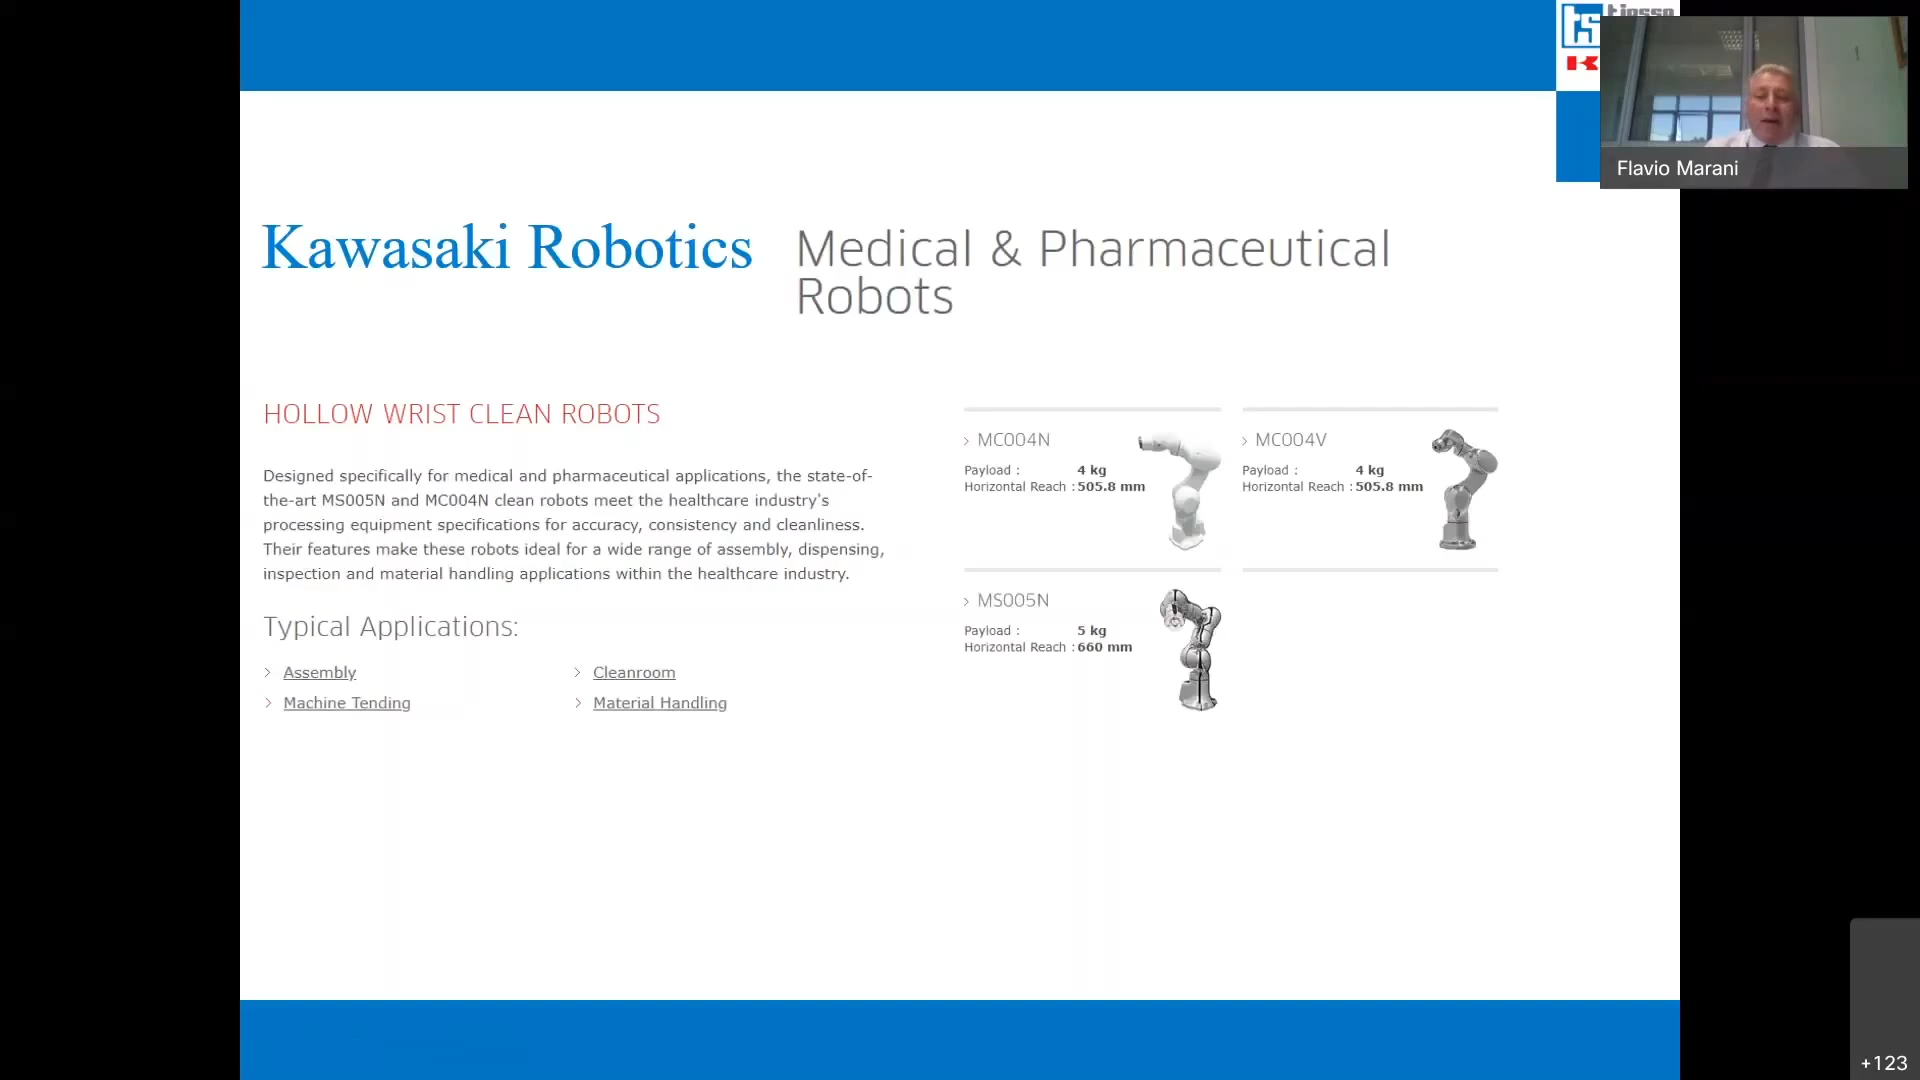 ts
Flavio Marani
Kawasaki Robotics
Medical & Pharmaceutical
Robots
HOLLOW WRIST CLEAN ROBOTS
Designed specifically for medical and pharmaceutical applications, the state-of-
the-art MS005N and MC004N clean robots meet the healthcare industry's
processing equipment specifications for accuracy, consistency and cleanliness.
Their features make these robots ideal for a wide range of assembly, dispensing,
inspection and material handling applications within the healthcare industry.
Typical Applications:
> Assembly
> Cleanroom
> Machine Tending
> Material Handling
> MC004N
Payload : 4 kg
Horizontal Reach : 505.8 mm
> MC004V
Payload : 4 kg
Horizontal Reach : 505.8 mm
> MS005N
Payload : 5 kg
Horizontal Reach : 660 mm
+123